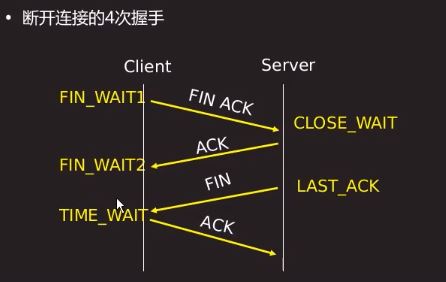 • 断开连接的4次握手
Client
Server
FIN_WAIT1
FIN ACK
CLOSE_WAIT
ACK
FIN_WAIT2
FIN
LAST_ACK
TIME_WAIT
ACK